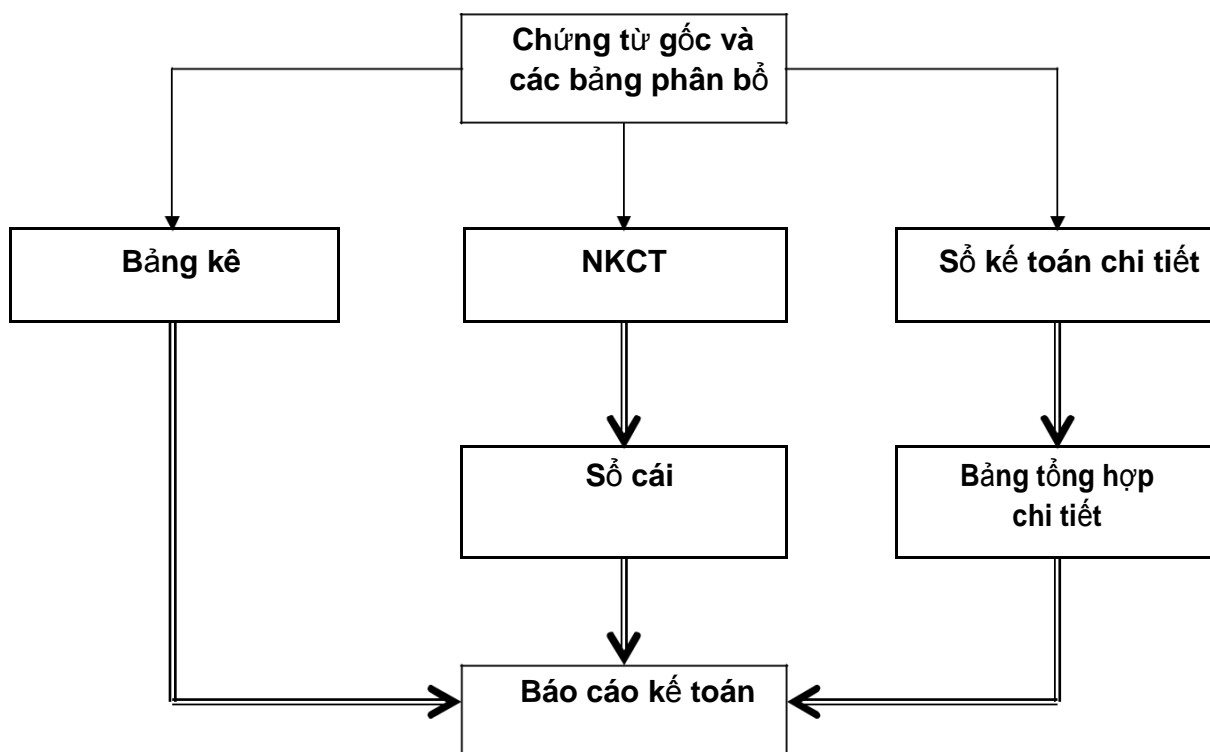 Chứng từ gốc và
các bảng phân bổ
Bảng kê
NKCT
Sổ kế toán chi tiết
Sổ cái
Bảng tổng hợp
chi tiết
Báo cáo kế toán